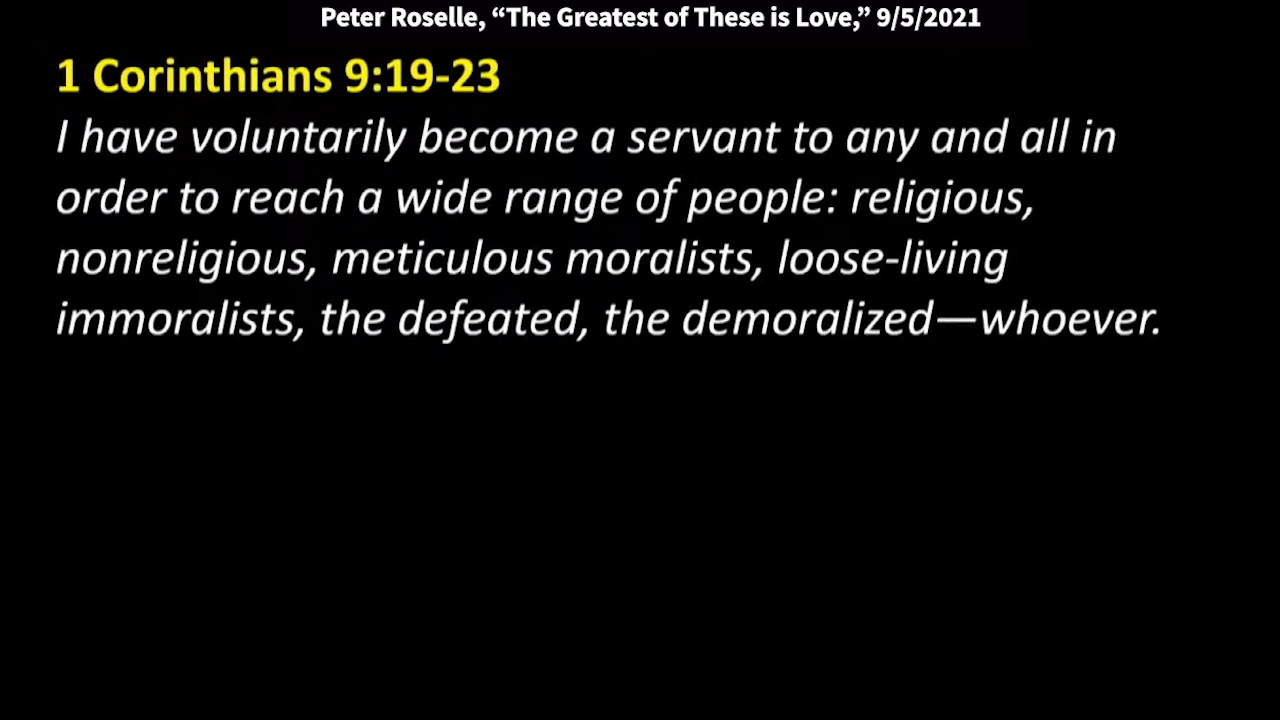 Peter Roselle, “The Greatest of These is Love,” 9/5/2021
1 Corinthians 9:19-23
I have voluntarily become a servant to any and all in
order to reach a wide range of people: religious,
nonreligious, meticulous moralists, loose-living
immoralists, the defeated, the demoralized—whoever.